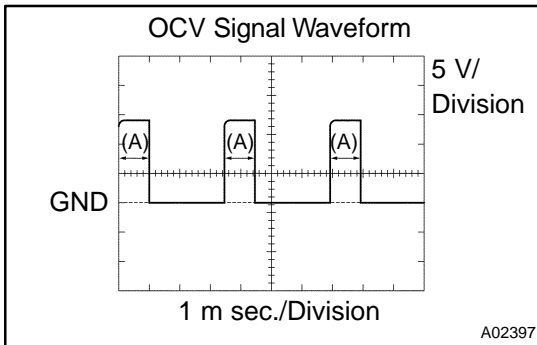 OCV Signal Waveform
5 V/
Division
(A) (A) (A)
GND
1 m sec./Division
A02397